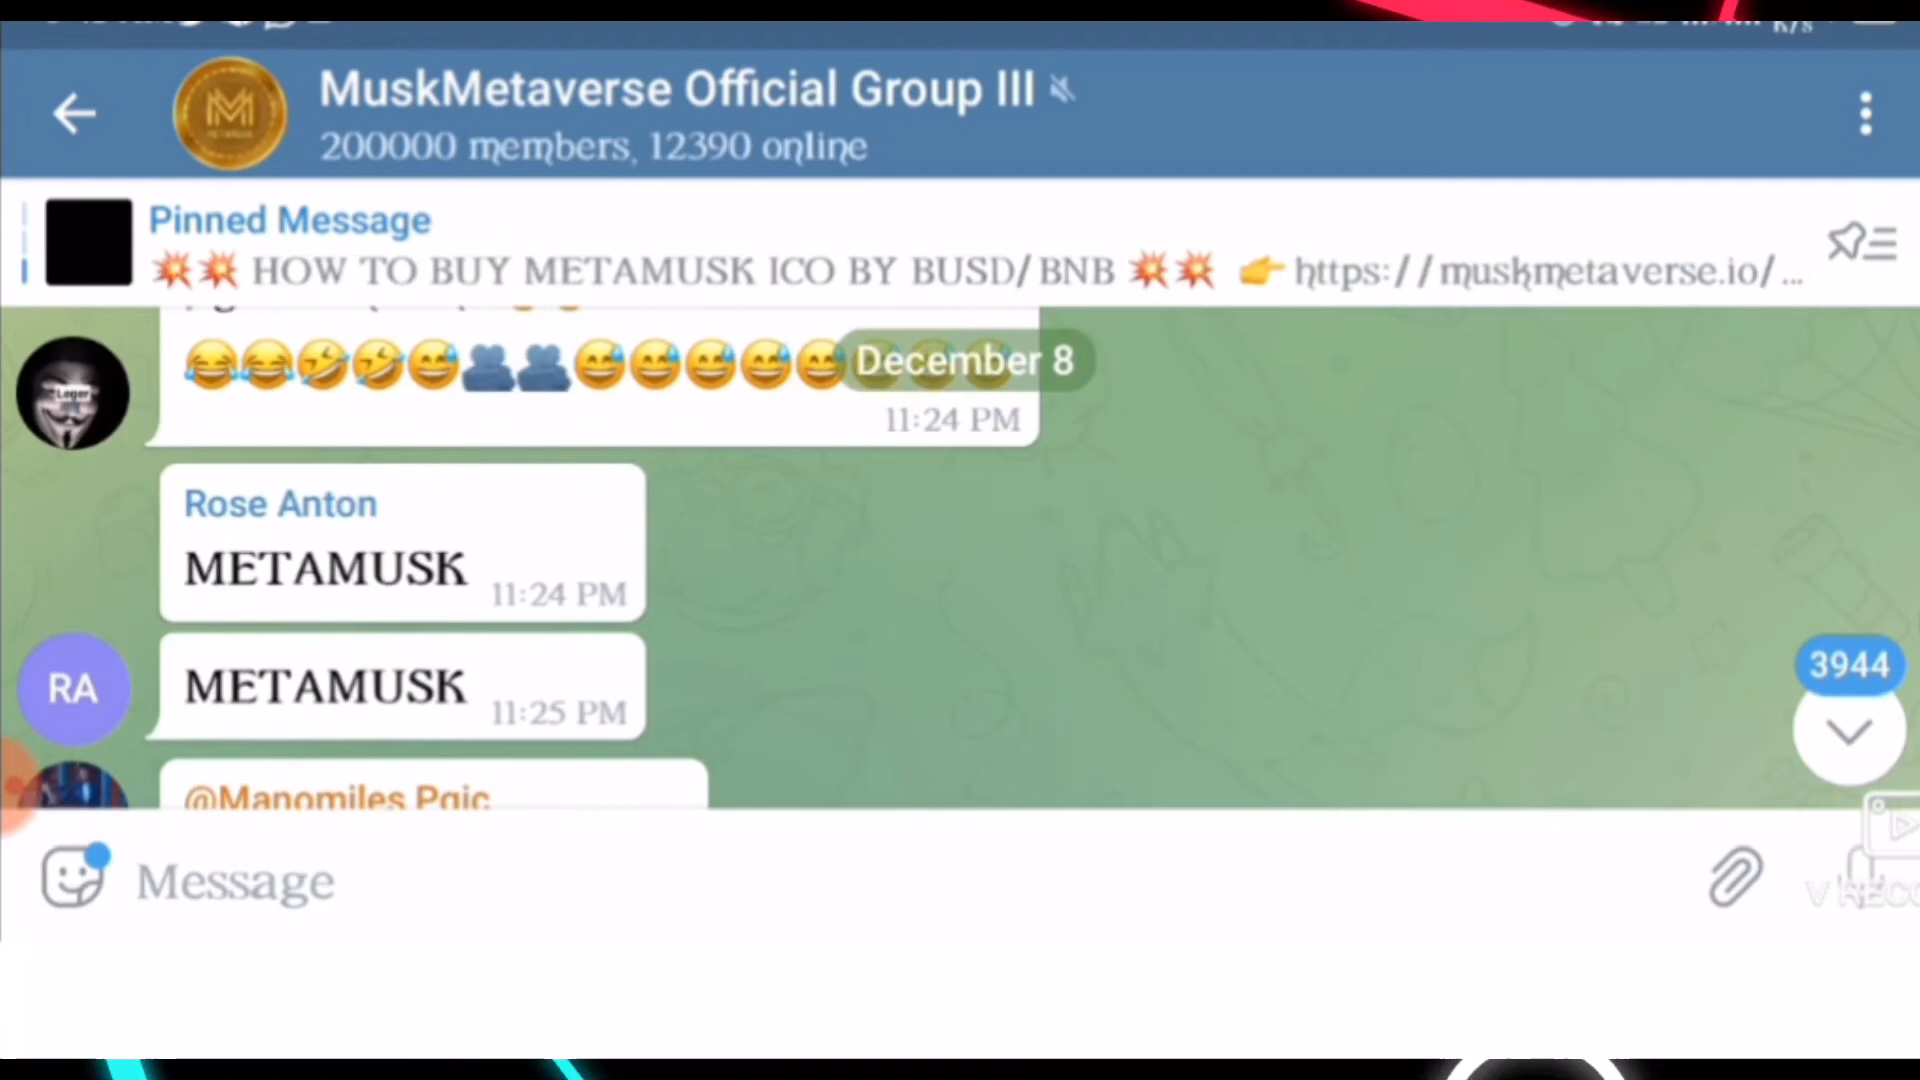 K/s
MuskMetaverse Official Group III
200000 members, 12390 online
Pinned Message
💥💥 HOW TO BUY METAMUSK ICO BY BUSD/BNB 💥💥 👉 https://muskmetaverse.io/...
December 8
😂😂🤣🤣😅🫂🫂😅😅😅😅😅😅😅😅
11:24 PM
Rose Anton
METAMUSK 11:24 PM
RA
METAMUSK 11:25 PM
3944
@Manomiles Pgic
Message
V RECO